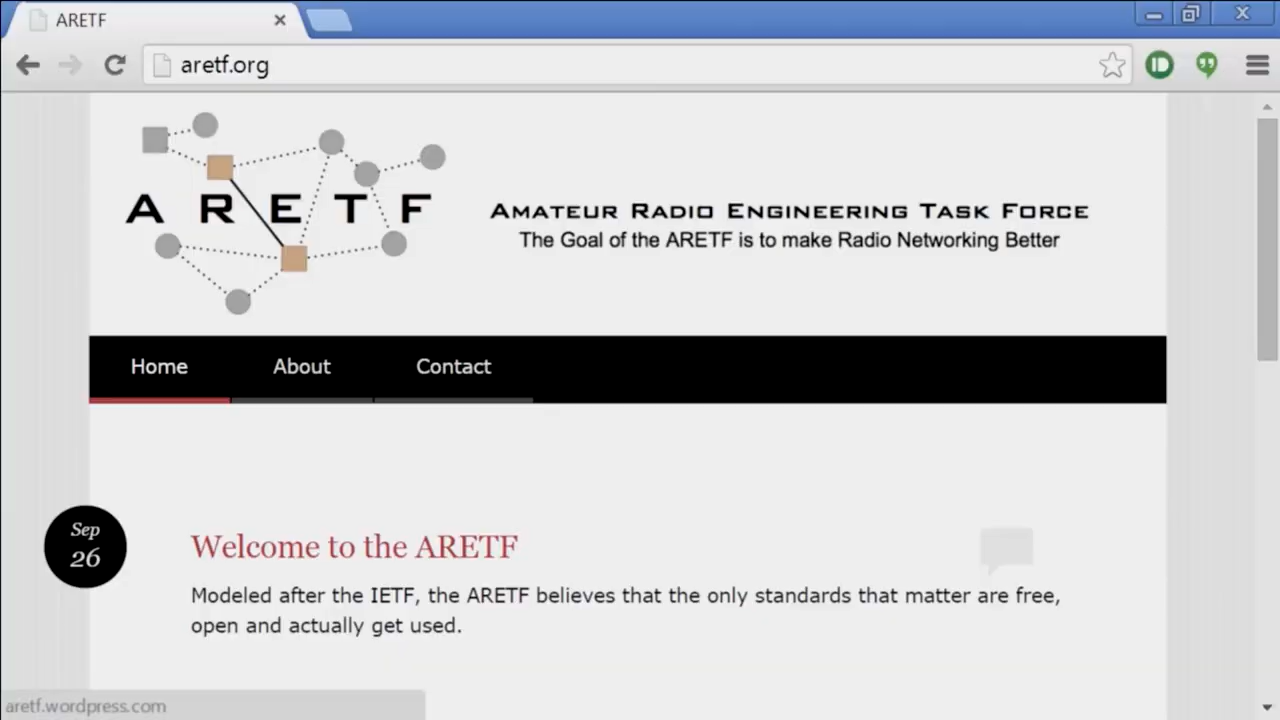 ARETF
aretf.org
A R E T F
Amateur Radio Engineering Task Force
The Goal of the ARETF is to make Radio Networking Better
Home About Contact
Sep
26
Welcome to the ARETF
Modeled after the IETF, the ARETF believes that the only standards that matter are free,
open and actually get used.
aretf.wordpress.com